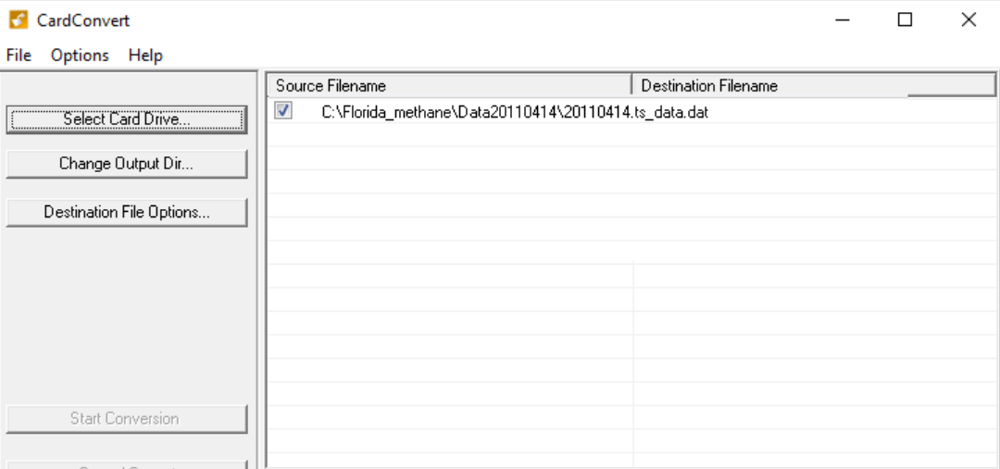 CardConvert
File Options Help
Source Filename Destination Filename
Select Card Drive...
C:\Florida_methane\Data20110414\20110414.ts_data.dat
Change Output Dir...
Destination File Options...
Start Conversion